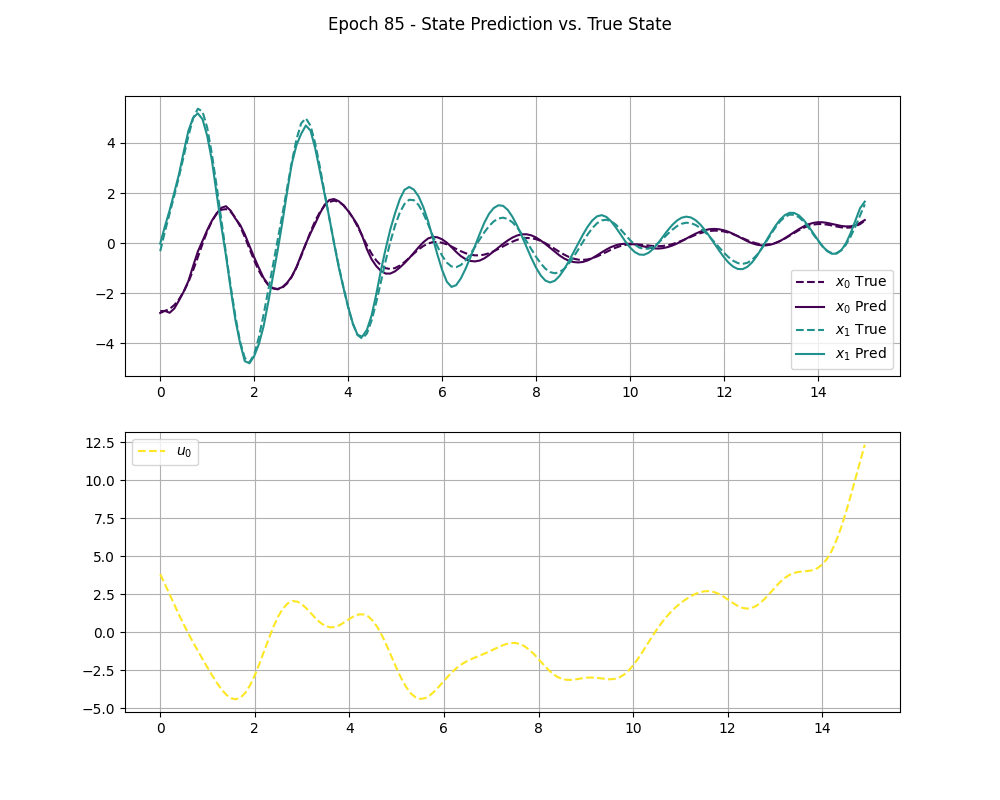 Epoch 85 - State Prediction vs. True State
4
2
0
−2
−4
x₀ True
x₀ Pred
x₁ True
x₁ Pred
0 2 4 6 8 10 12 14
12.5
10.0
7.5
5.0
2.5
0.0
−2.5
−5.0
u₀
0 2 4 6 8 10 12 14